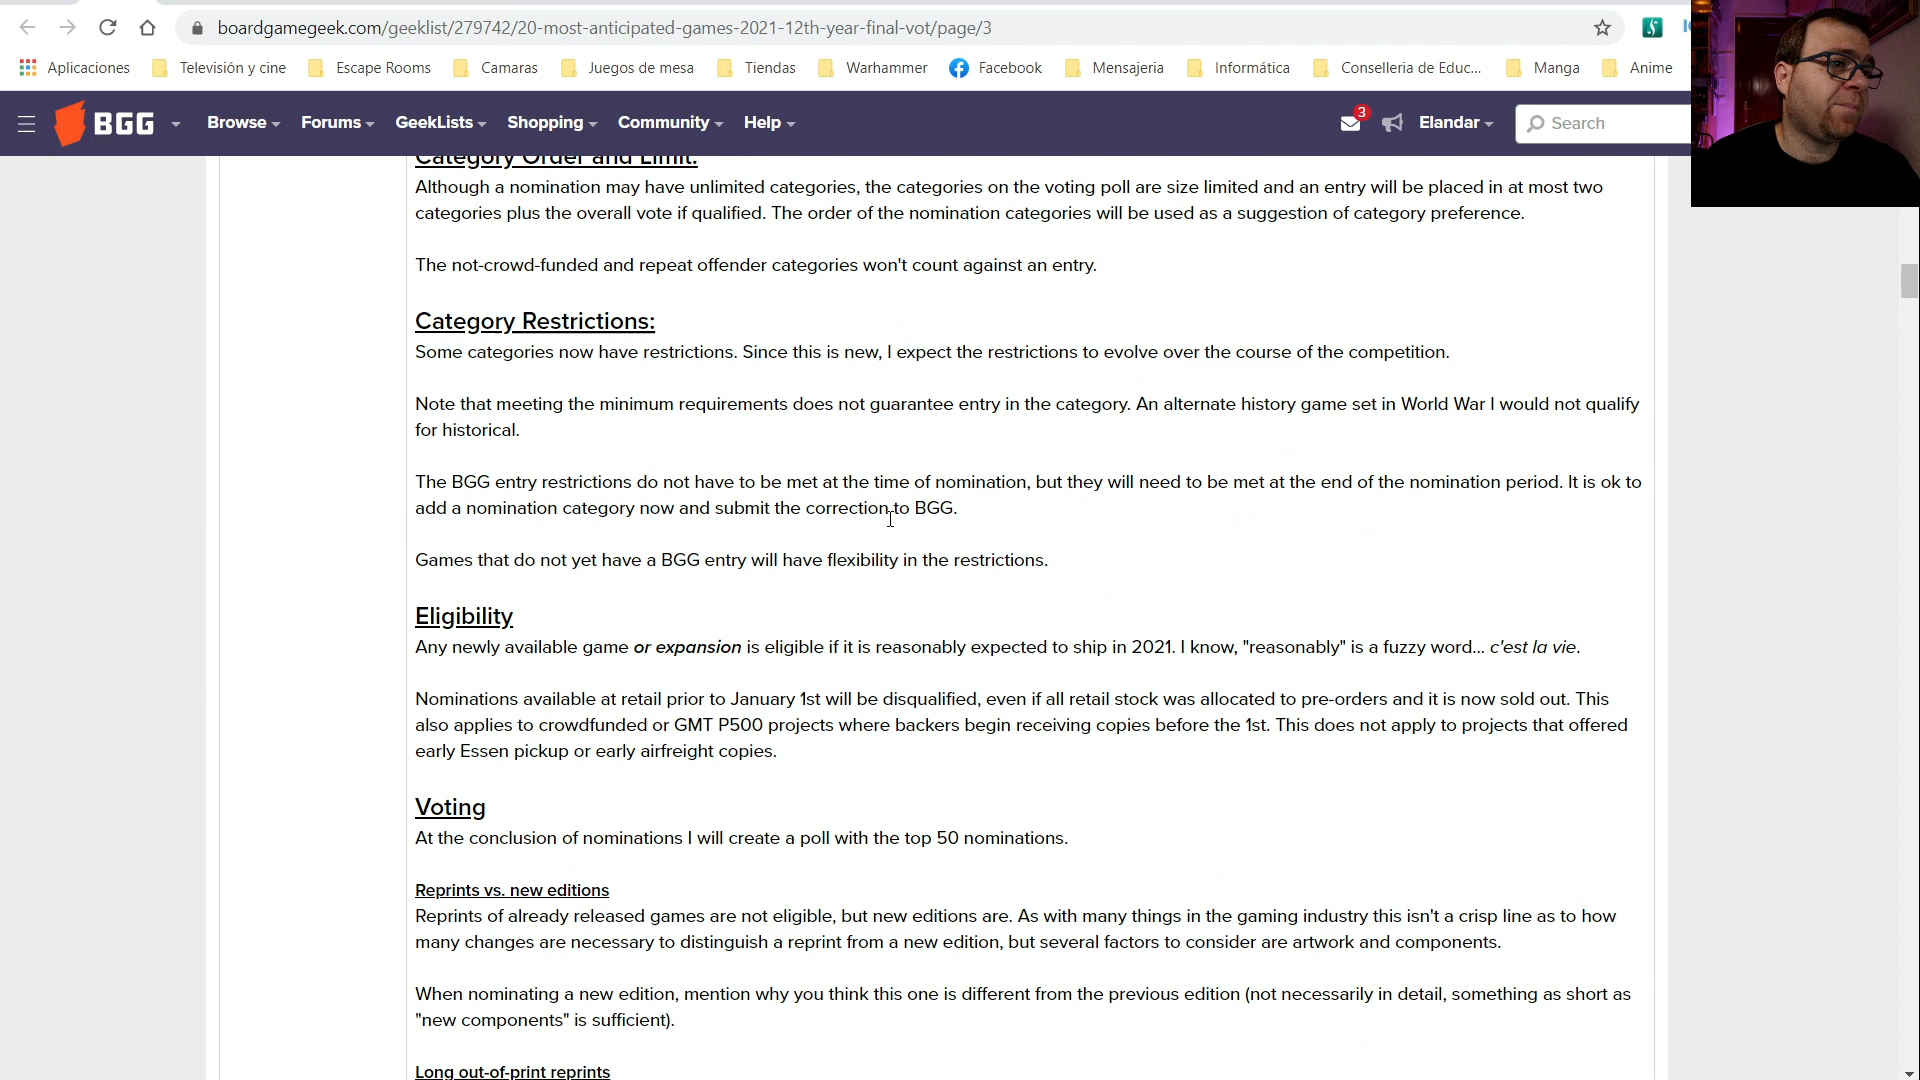 boardgamegeek.com/geeklist/279742/20-most-anticipated-games-2021-12th-year-final-vot/page/3
Aplicaciones Televisión y cine Escape Rooms Camaras Juegos de mesa Tiendas Warhammer Facebook Mensajeria Informática Conselleria de Educ... Manga Anime
BGG Browse Forums GeekLists Shopping Community Help 3 Elandar Search
Category Order and Limit:
Although a nomination may have unlimited categories, the categories on the voting poll are size limited and an entry will be placed in at most two
categories plus the overall vote if qualified. The order of the nomination categories will be used as a suggestion of category preference.
The not-crowd-funded and repeat offender categories won't count against an entry.
Category Restrictions:
Some categories now have restrictions. Since this is new, I expect the restrictions to evolve over the course of the competition.
Note that meeting the minimum requirements does not guarantee entry in the category. An alternate history game set in World War I would not qualify
for historical.
The BGG entry restrictions do not have to be met at the time of nomination, but they will need to be met at the end of the nomination period. It is ok to
add a nomination category now and submit the correction to BGG.
Games that do not yet have a BGG entry will have flexibility in the restrictions.
Eligibility
Any newly available game or expansion is eligible if it is reasonably expected to ship in 2021. I know, "reasonably" is a fuzzy word... c'est la vie.
Nominations available at retail prior to January 1st will be disqualified, even if all retail stock was allocated to pre-orders and it is now sold out. This
also applies to crowdfunded or GMT P500 projects where backers begin receiving copies before the 1st. This does not apply to projects that offered
early Essen pickup or early airfreight copies.
Voting
At the conclusion of nominations I will create a poll with the top 50 nominations.
Reprints vs. new editions
Reprints of already released games are not eligible, but new editions are. As with many things in the gaming industry this isn't a crisp line as to how
many changes are necessary to distinguish a reprint from a new edition, but several factors to consider are artwork and components.
When nominating a new edition, mention why you think this one is different from the previous edition (not necessarily in detail, something as short as
"new components" is sufficient).
Long out-of-print reprints